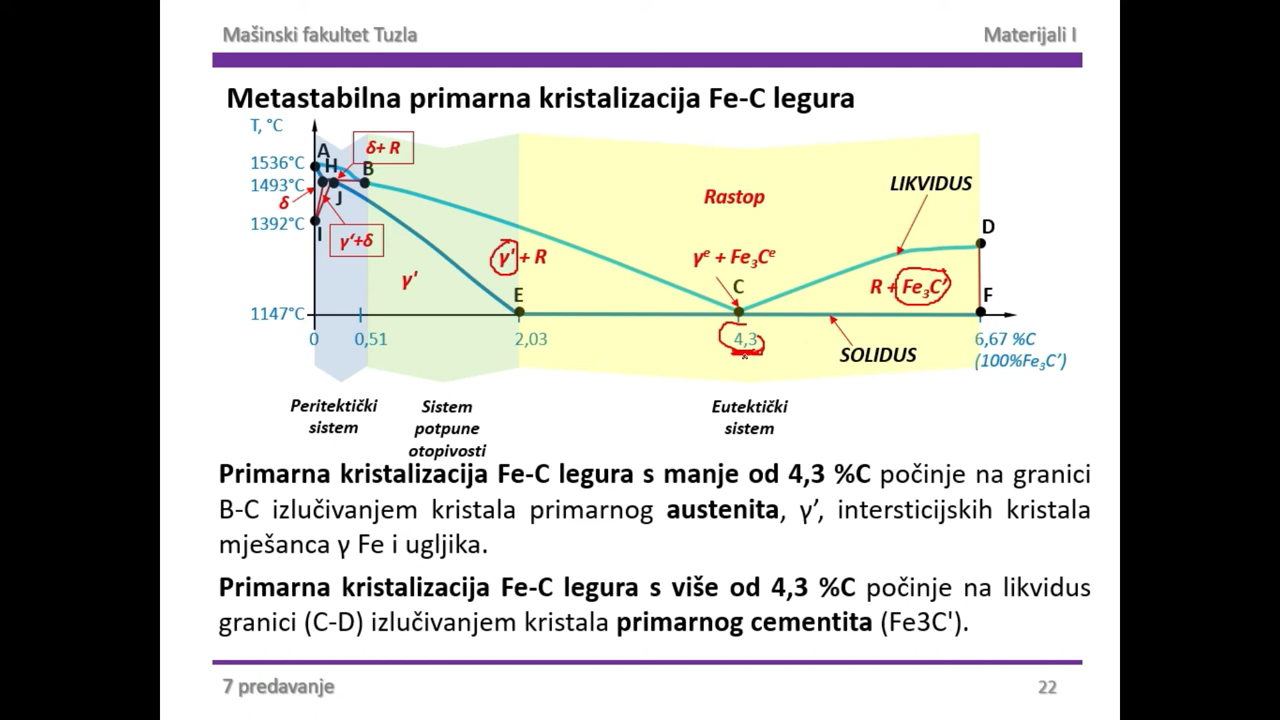 Mašinski fakultet Tuzla
Materijali I
Metastabilna primarna kristalizacija Fe-C legura
T, °C
1536°C
1493°C
1392°C
1147°C
A
H
B
J
I
δ
δ+ R
γ'+δ
γ'
γ' + R
E
Rastop
LIKVIDUS
γᵉ + Fe₃Cᵉ
C
R + Fe₃C'
D
F
0
0,51
2,03
4,3
6,67 %C
(100%Fe₃C')
SOLIDUS
Peritektički
sistem
Sistem
potpune
otopivosti
Eutektički
sistem
Primarna kristalizacija Fe-C legura s manje od 4,3 %C počinje na granici
B-C izlučivanjem kristala primarnog austenita, γ’, intersticijskih kristala
mješanca γ Fe i ugljika.
Primarna kristalizacija Fe-C legura s više od 4,3 %C počinje na likvidus
granici (C-D) izlučivanjem kristala primarnog cementita (Fe3C').
7 predavanje
22